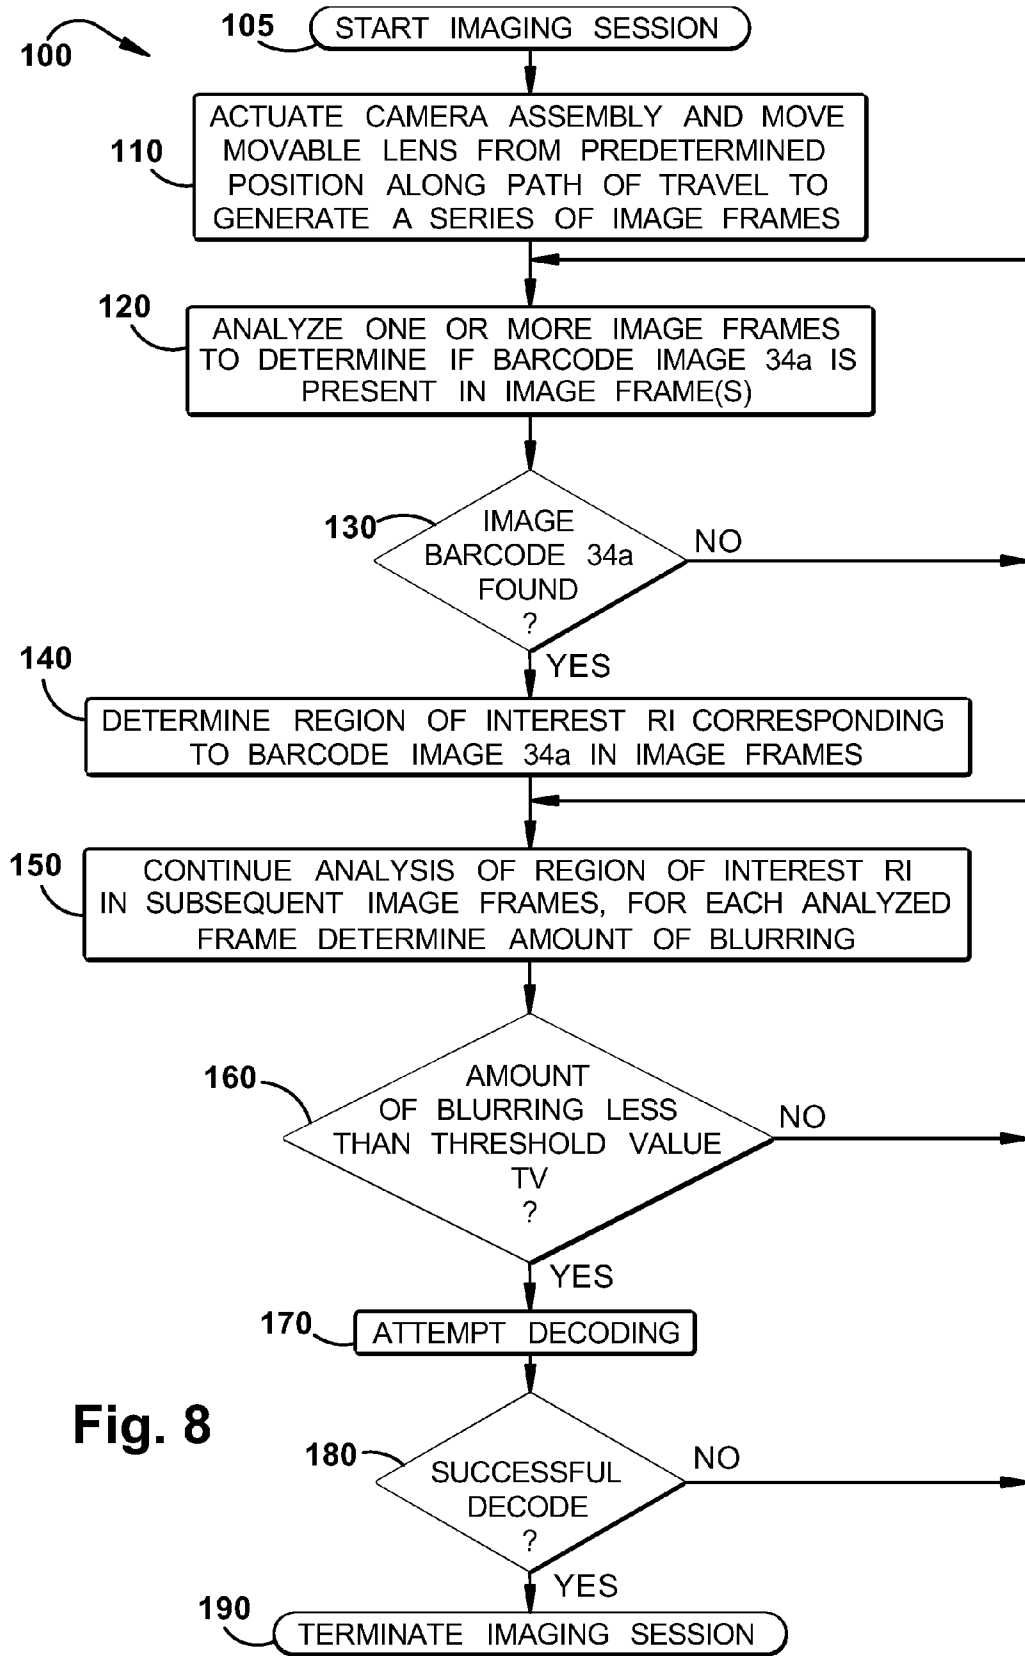 100
105
START IMAGING SESSION
110
ACTUATE CAMERA ASSEMBLY AND MOVE
MOVABLE LENS FROM PREDETERMINED
POSITION ALONG PATH OF TRAVEL TO
GENERATE A SERIES OF IMAGE FRAMES
120
ANALYZE ONE OR MORE IMAGE FRAMES
TO DETERMINE IF BARCODE IMAGE 34a IS
PRESENT IN IMAGE FRAME(S)
130
IMAGE
BARCODE 34a
FOUND
?
NO
YES
140
DETERMINE REGION OF INTEREST RI CORRESPONDING
TO BARCODE IMAGE 34a IN IMAGE FRAMES
150
CONTINUE ANALYSIS OF REGION OF INTEREST RI
IN SUBSEQUENT IMAGE FRAMES, FOR EACH ANALYZED
FRAME DETERMINE AMOUNT OF BLURRING
160
AMOUNT
OF BLURRING LESS
THAN THRESHOLD VALUE
TV
?
NO
YES
170
ATTEMPT DECODING
Fig. 8
180
SUCCESSFUL
DECODE
?
NO
YES
190
TERMINATE IMAGING SESSION